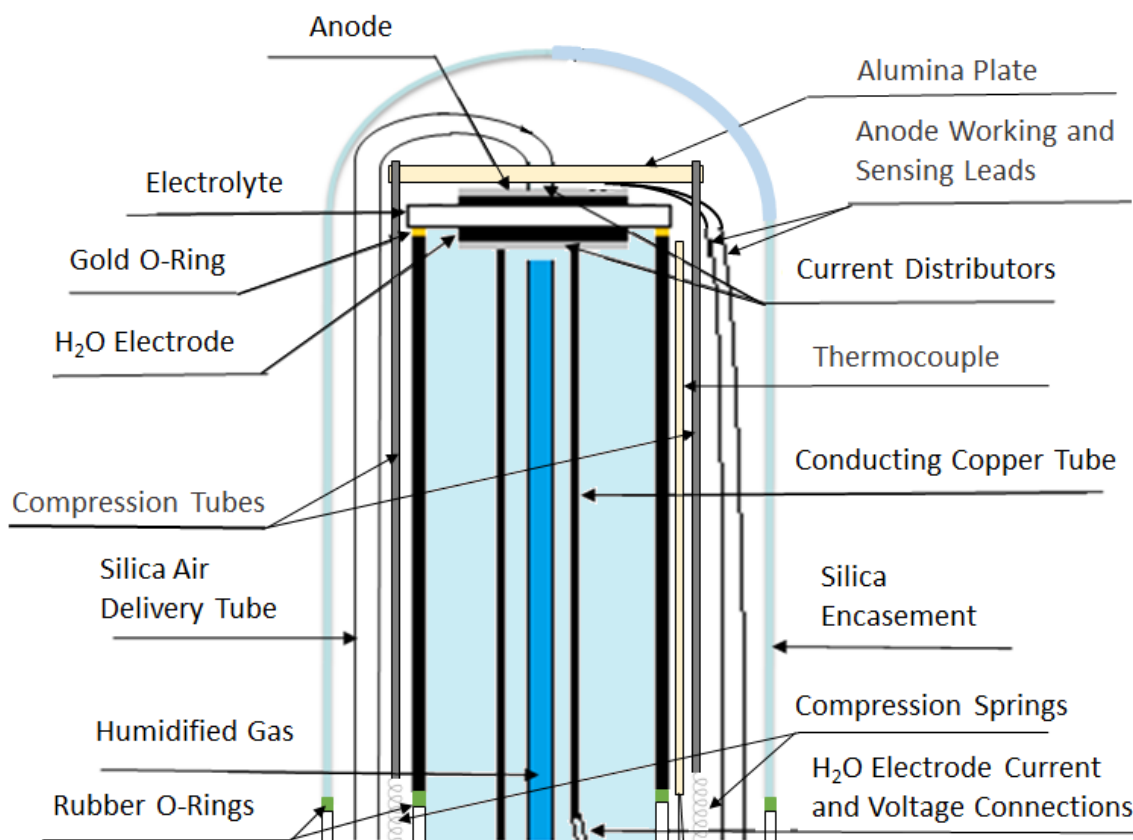 Anode
Alumina Plate
Anode Working and
Sensing Leads
Electrolyte
Gold O-Ring
Current Distributors
H₂O Electrode
Thermocouple
Conducting Copper Tube
Compression Tubes
Silica Air
Delivery Tube
Silica
Encasement
Compression Springs
Humidified Gas
H₂O Electrode Current
and Voltage Connections
Rubber O-Rings